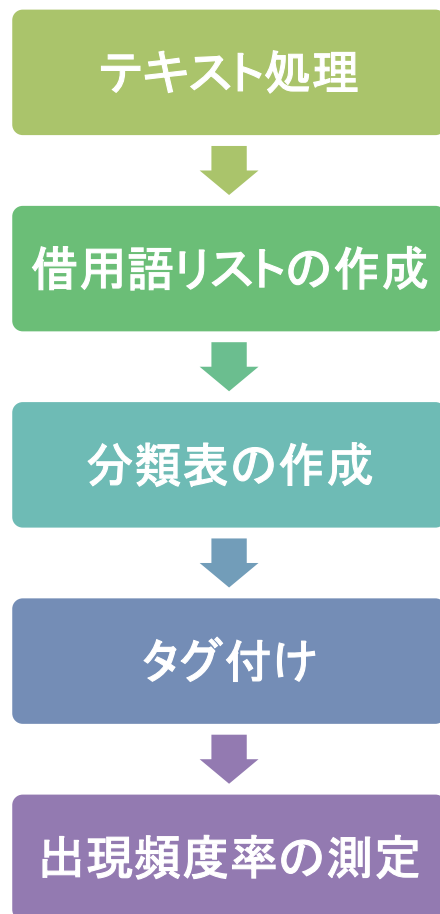 テキスト処理
借用語リストの作成
分類表の作成
タグ付け
出現頻度率の測定